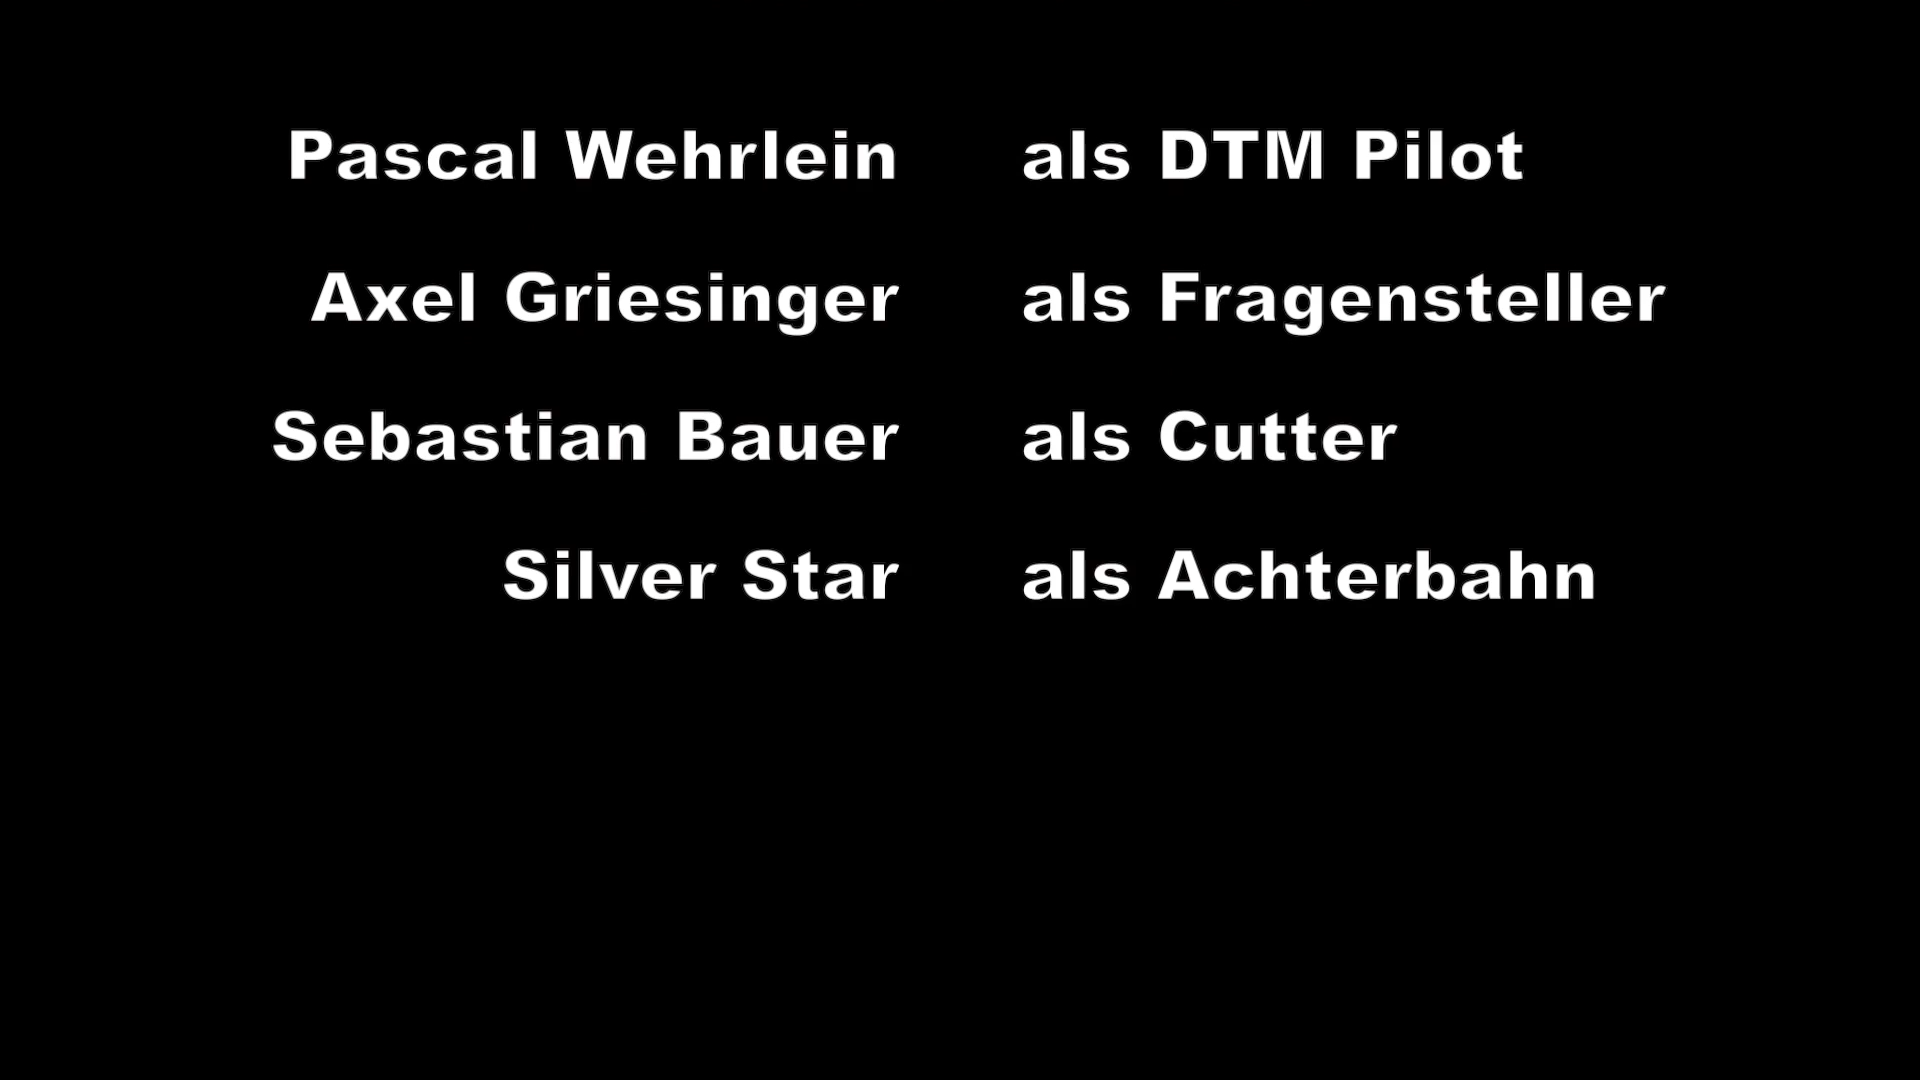 Pascal Wehrlein als DTM Pilot
Axel Griesinger als Fragensteller
Sebastian Bauer als Cutter
Silver Star als Achterbahn